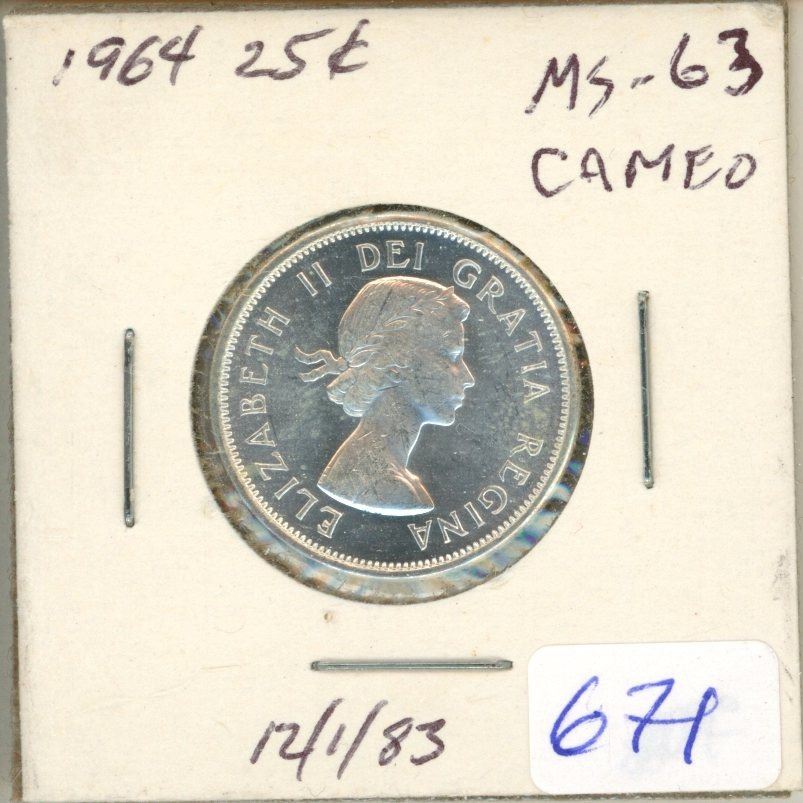 1964 25¢
MS-63
CAMEO
ELIZABETH II DEI GRATIA REGINA
12/1/83
671